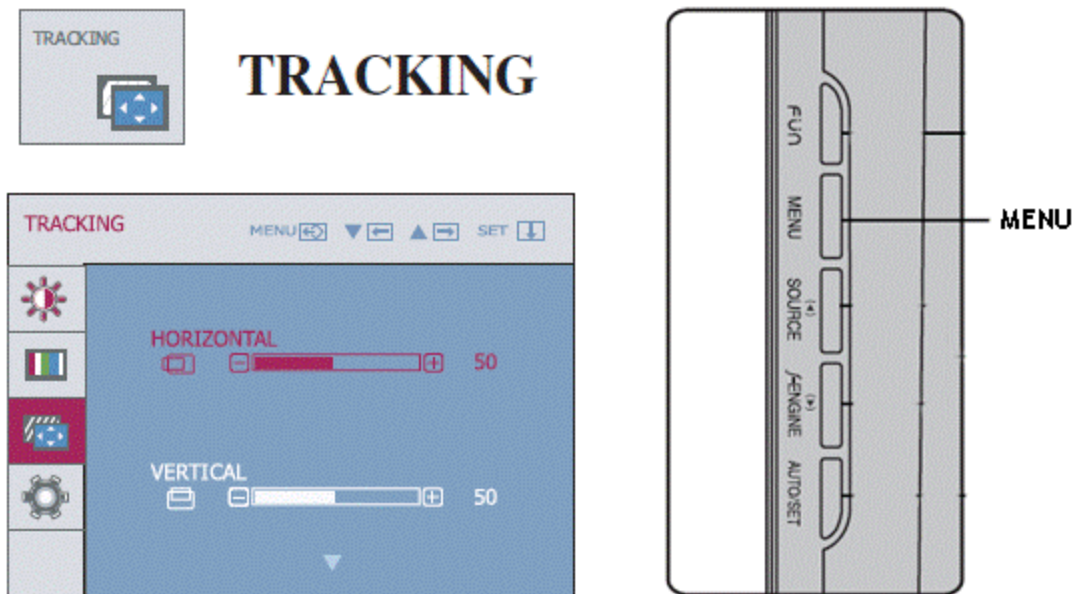 TRACKING
TRACKING
TRACKING MENU ▼ ▲ SET
HORIZONTAL
50
VERTICAL
50
▼
FUN
MENU
SOURCE (◄)
f-ENGINE (►)
AUTO/SET
MENU